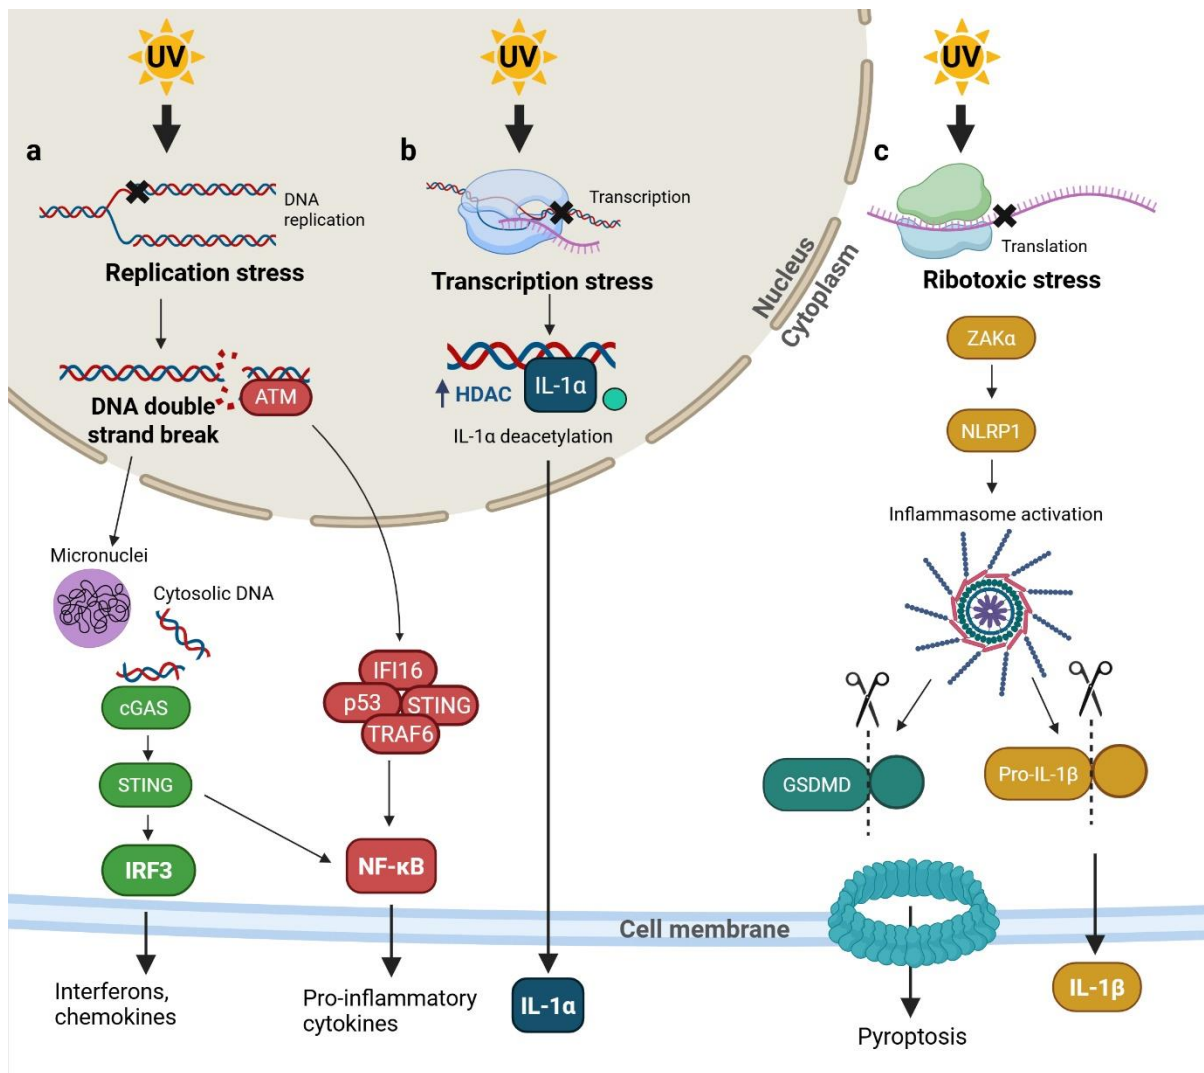 UV
UV
UV
a
b
c
DNA
replication
Transcription
Translation
Replication stress
Transcription stress
Ribotoxic stress
Nucleus
Cytoplasm
ATM
DNA double
strand break
HDAC
IL-1α
IL-1α deacetylation
ZAKα
NLRP1
Inflammasome activation
Micronuclei
Cytosolic DNA
cGAS
STING
IRF3
IFI16
p53
STING
TRAF6
NF-κB
GSDMD
Pro-IL-1β
Cell membrane
Interferons,
chemokines
Pro-inflammatory
cytokines
IL-1α
Pyroptosis
IL-1β